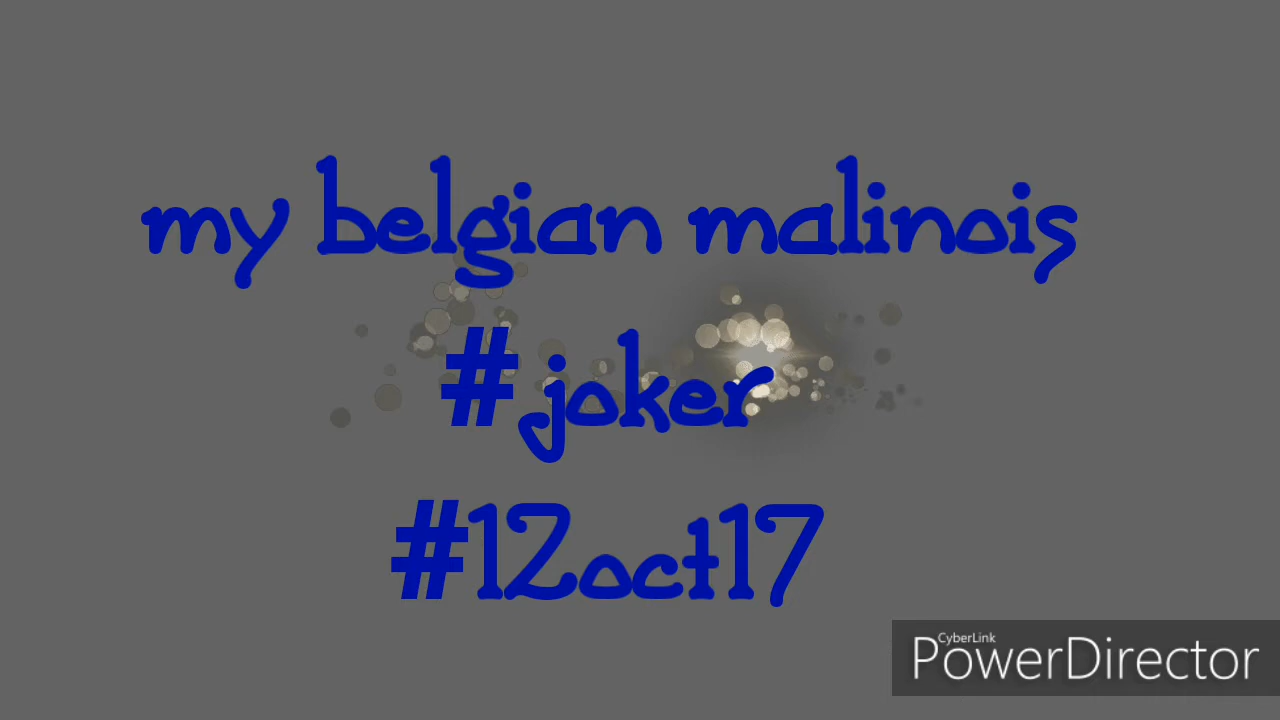 my belgian malinois
#joker
#12oct17
CyberLink
PowerDirector